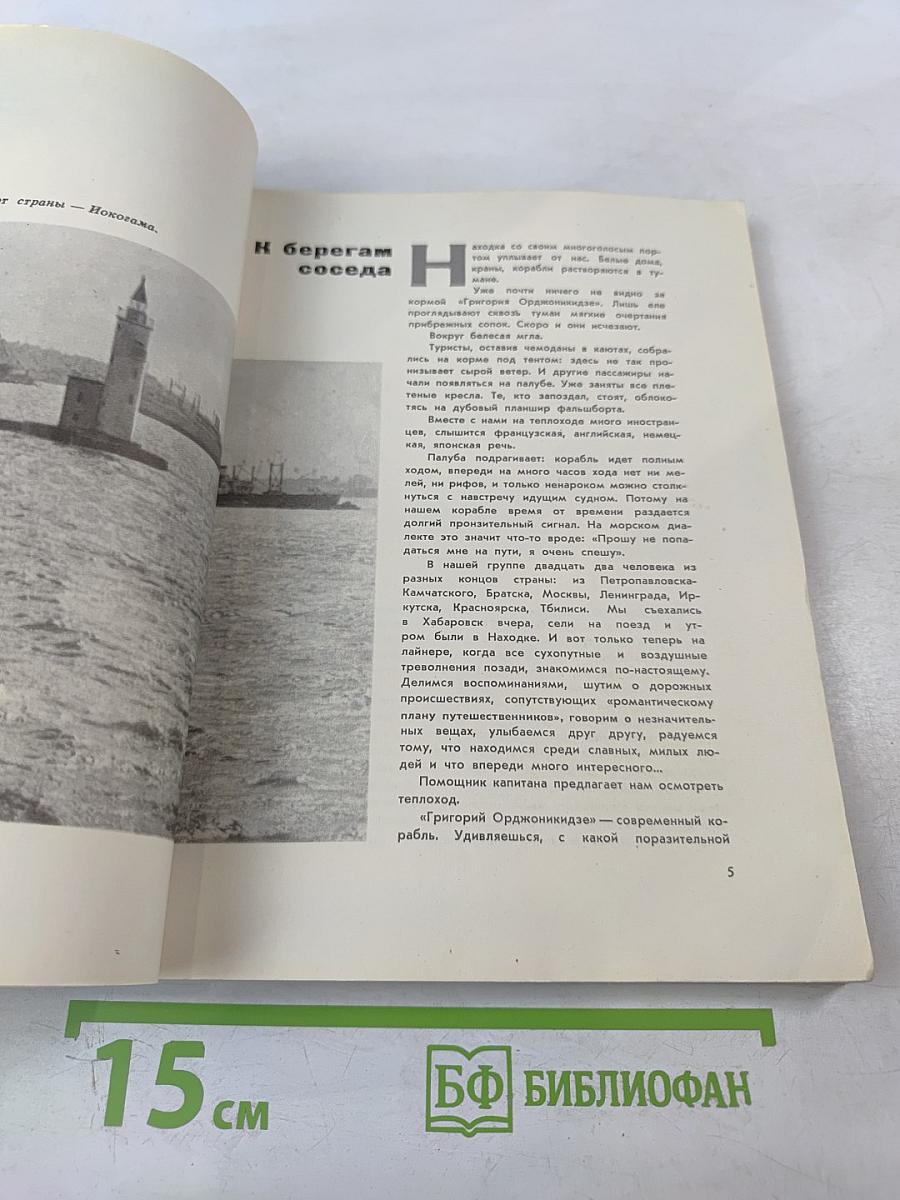 т страны — Иокогама.
К берегам
соседа
Находка со своим многоголосым пор-
том уплывает от нас. Белые дома,
краны, корабли растворяются в ту-
мане.
Уже почти ничего не видно за
кормой «Григория Орджоникидзе». Лишь еле
проглядывают сквозь туман мягкие очертания
прибрежных сопок. Скоро и они исчезают.
Вокруг белесая мгла.
Туристы, оставив чемоданы в каютах, собра-
лись на корме под тентом: здесь не так про-
низывает сырой ветер. И другие пассажиры на-
чали появляться на палубе. Уже заняты все пле-
теные кресла. Те, кто запоздал, стоят, облоко-
тясь на дубовый планшир фальшборта.
Вместе с нами на теплоходе много иностран-
цев, слышится французская, английская, немец-
кая, японская речь.
Палуба подрагивает: корабль идет полным
ходом, впереди на много часов хода нет ни ме-
лей, ни рифов, и только ненароком можно столк-
нуться с навстречу идущим судном. Потому на
нашем корабле время от времени раздается
долгий пронзительный сигнал. На морском диа-
лекте это значит что-то вроде: «Прошу не попа-
даться мне на пути, я очень спешу».
В нашей группе двадцать два человека из
разных концов страны: из Петропавловска-
Камчатского, Братска, Москвы, Ленинграда, Ир-
кутска, Красноярска, Тбилиси. Мы съехались
в Хабаровск вчера, сели на поезд и ут-
ром были в Находке. И вот только теперь на
лайнере, когда все сухопутные и воздушные
треволнения позади, знакомимся по-настоящему.
Делимся воспоминаниями, шутим о дорожных
происшествиях, сопутствующих «романтическому
плану путешественников», говорим о незначитель-
ных вещах, улыбаемся друг другу, радуемся
тому, что находимся среди славных, милых лю-
дей и что впереди много интересного...
Помощник капитана предлагает нам осмотреть
теплоход.
«Григорий Орджоникидзе» — современный ко-
рабль. Удивляешься, с какой поразительной
5
15 см
БФ БИБЛИОФАН